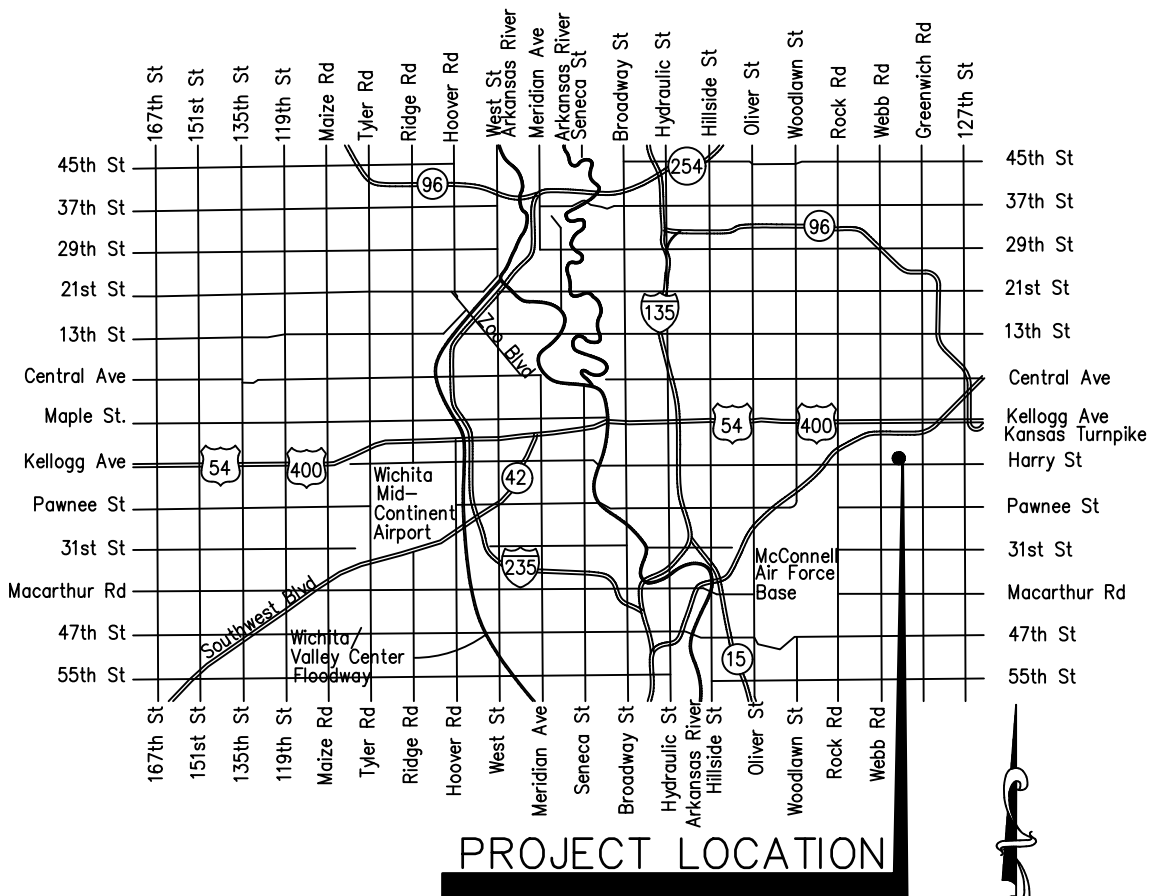 167th St
151st St
135th St
119th St
Maize Rd
Tyler Rd
Ridge Rd
Hoover Rd
West St
Arkansas River
Meridian Ave
Arkansas River
Seneca St
Broadway St
Hydraulic St
Hillside St
Oliver St
Woodlawn St
Rock Rd
Webb Rd
Greenwich Rd
127th St
45th St
254
45th St
96
37th St
37th St
96
29th St
29th St
21st St
21st St
135
13th St
Zoo Blvd
13th St
Central Ave
Central Ave
Maple St.
54
400
Kellogg Ave
Kansas Turnpike
Kellogg Ave
54
400
Harry St
Wichita
Mid-
Continent
Airport
42
Pawnee St
Pawnee St
31st St
31st St
235
McConnell
Air Force
Base
Macarthur Rd
Macarthur Rd
Southwest Blvd
47th St
47th St
Wichita/
Valley Center
Floodway
15
55th St
55th St
167th St
151st St
135th St
119th St
Maize Rd
Tyler Rd
Ridge Rd
Hoover Rd
West St
Meridian Ave
Seneca St
Broadway St
Hydraulic St
Arkansas River
Hillside St
Oliver St
Woodlawn St
Rock Rd
Webb Rd
PROJECT LOCATION